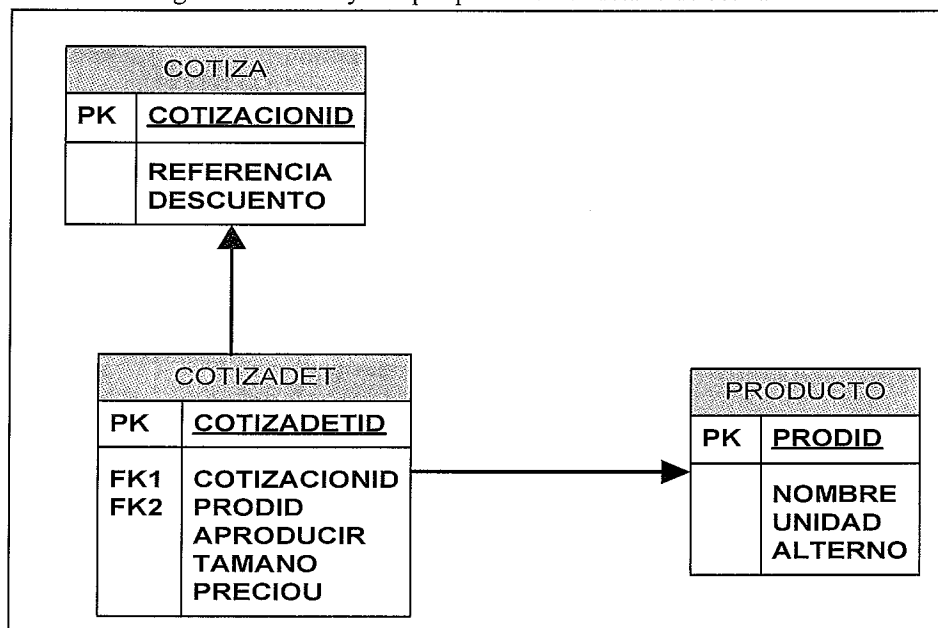 COTIZA
PK COTIZACIONID
REFERENCIA
DESCUENTO
COTIZADET
PK COTIZADETID
FK1 COTIZACIONID
FK2 PRODID
APRODUCIR
TAMANO
PRECIOU
PRODUCTO
PK PRODID
NOMBRE
UNIDAD
ALTERNO